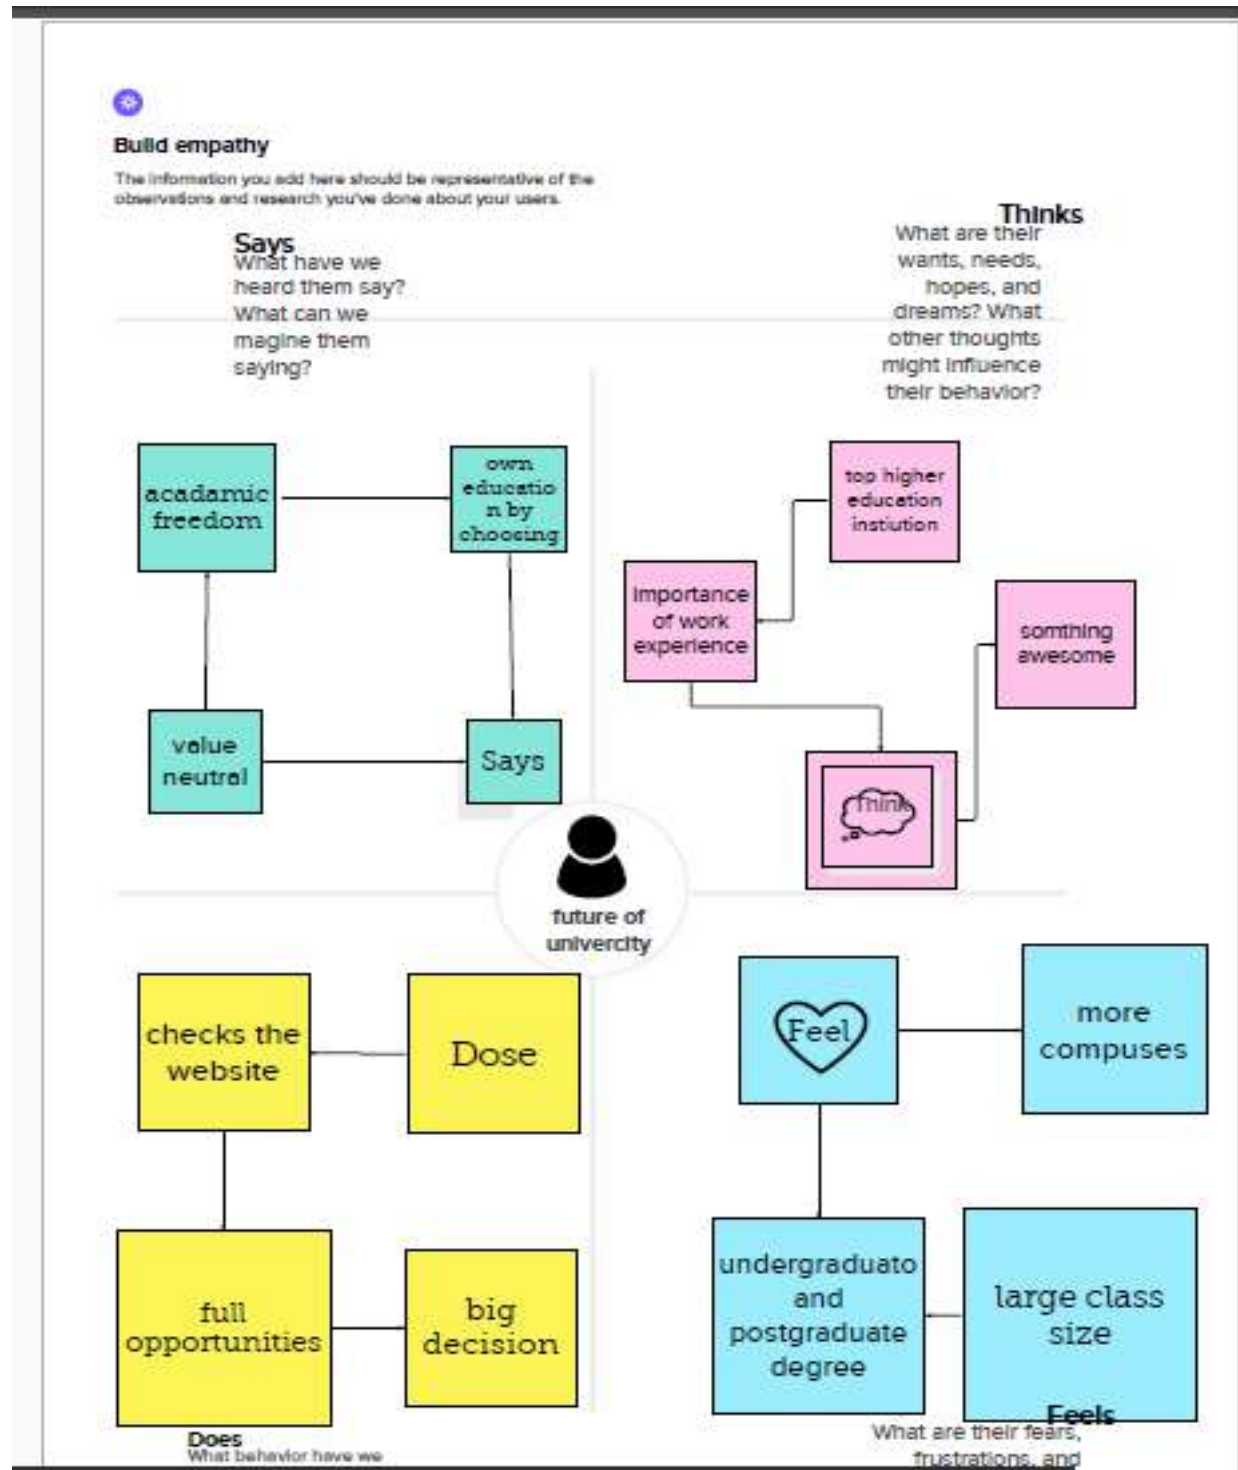 Build empathy
The information you add here should be representative of the
observations and research you've done about your users.
Says
What have we
heard them say?
What can we
magine them
saying?
Thinks
What are their
wants, needs,
hopes, and
dreams? What
other thoughts
might influence
their behavior?
acadamic
freedom
own
educatio
n by
choosing
value
neutral
Says
top higher
education
instiution
importance
of work
experience
somthing
awesome
Think
future of
univercity
checks the
website
Dose
full
opportunities
big
decision
Feel
more
compuses
undergraduato
and
postgraduate
degree
large class
size
Does
What behavior have we
Feels
What are their fears,
frustrations, and